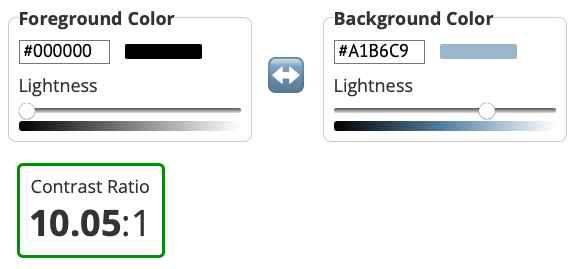 Foreground Color
#000000
Lightness
Background Color
#A1B6C9
Lightness
Contrast Ratio
10.05:1